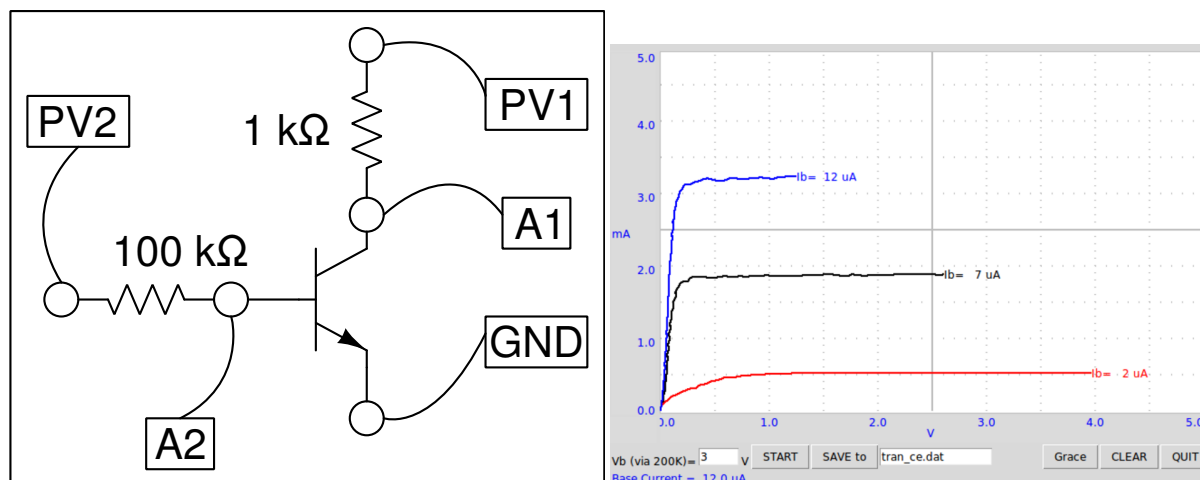 PV1
PV2
1 kΩ
A1
100 kΩ
GND
A2
5.0
4.0
3.0
mA
2.0
1.0
0.0
0.0 1.0 2.0 3.0 4.0 5.0
V
Ib= 12 uA
Ib= 7 uA
Ib= 2 uA
Vb (via 200K)= 3 V START SAVE to tran_ce.dat Grace CLEAR QUIT
Base Current = 12.0 uA